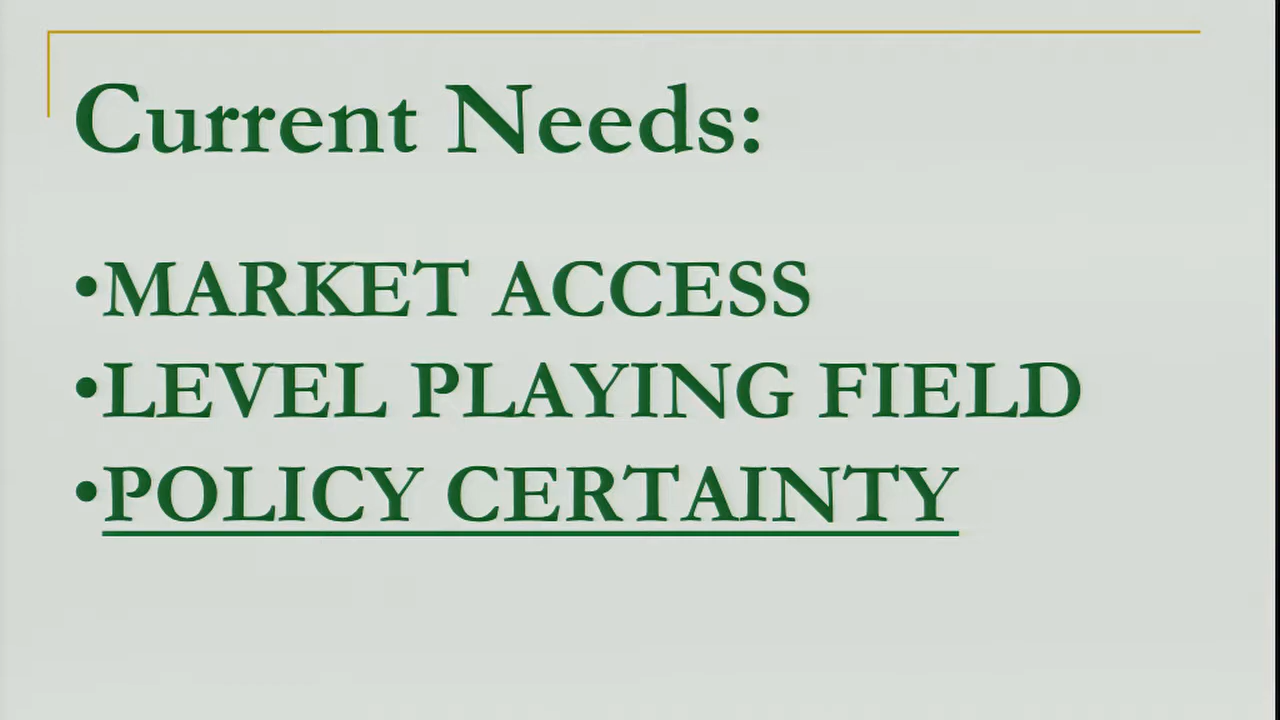 Current Needs:
•MARKET ACCESS
•LEVEL PLAYING FIELD
•POLICY CERTAINTY